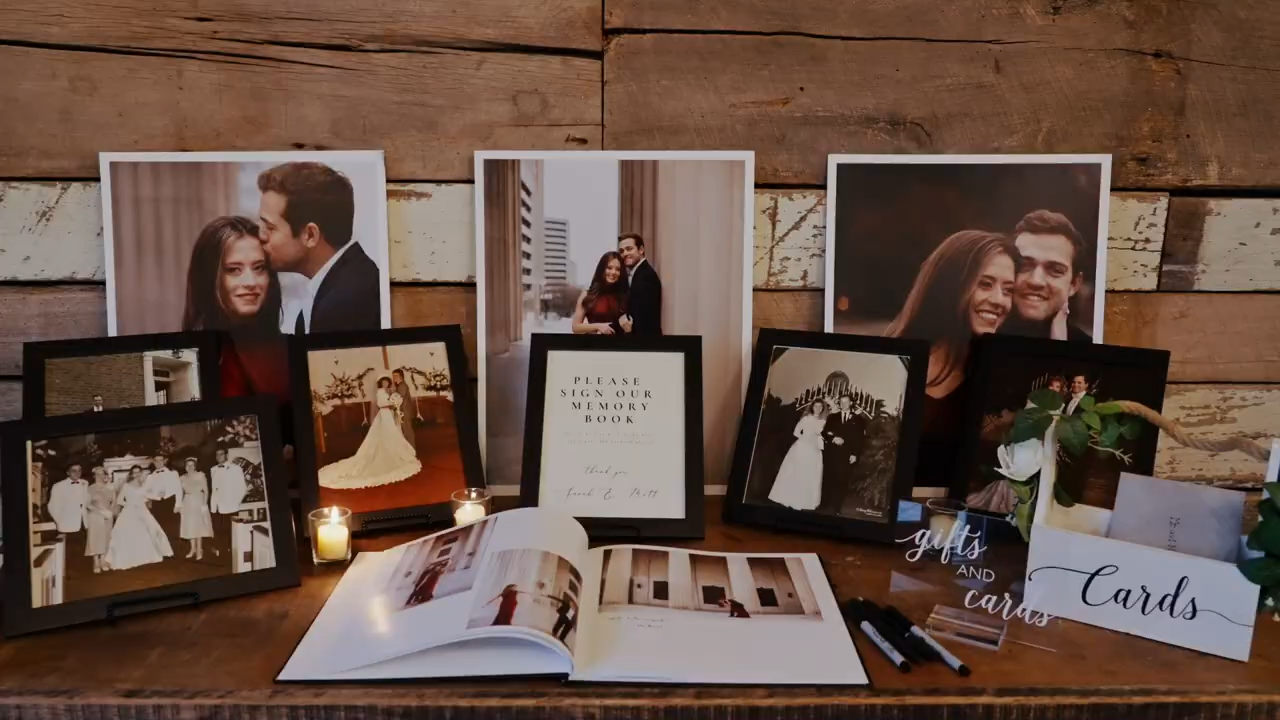 PLEASE
SIGN OUR
MEMORY
BOOK
thank you
Sarah & Matt
gifts
AND
cards
Cards